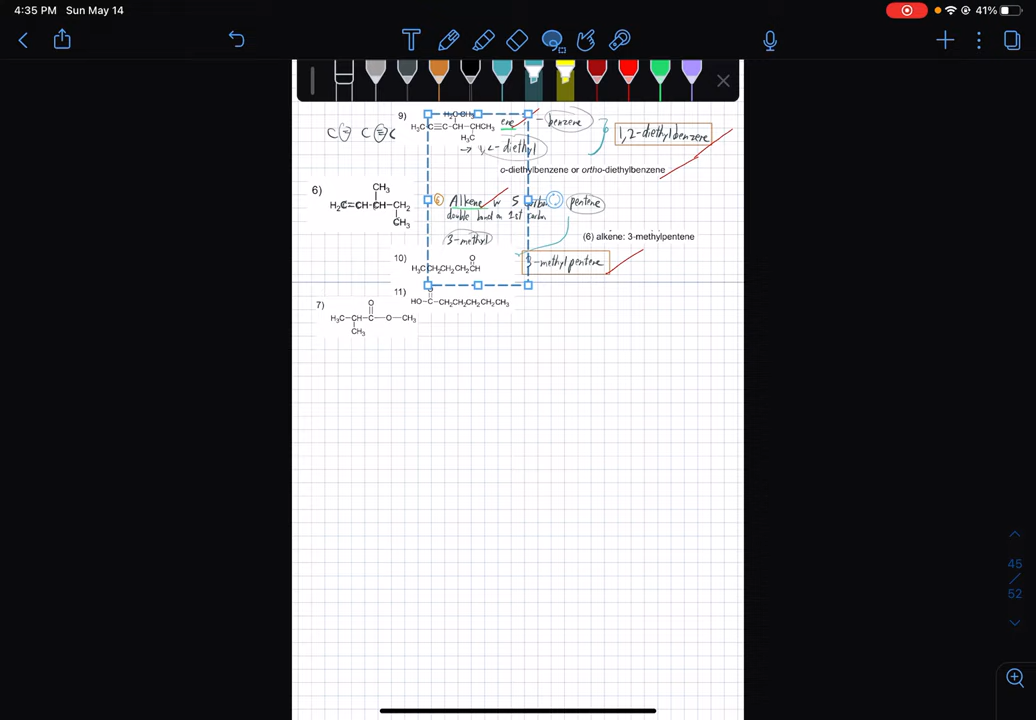 4:35 PM Sun May 14
41%
T
9)
H₂C-CH₃
ene - benzene
H₃C-C≡C-CH-CHCH₃
H₃C
C= C≡C
1,2-diethylbenzene
→ diethyl
o-diethylbenzene or ortho-diethylbenzene
6)
CH₃
H₂C=CH-CH-CH₂
CH₃
6 Alkene w 5 pentene
double bond on 1st carbon
3-methyl
(6) alkene: 3-methylpentene
10)
O
H₃CCH₂CH₂CH₂CH
3-methylpentene
11)
O
HO-C-CH₂CH₂CH₂CH₂CH₃
7)
O
H₃C-CH-C-O-CH₃
CH₃
45
52